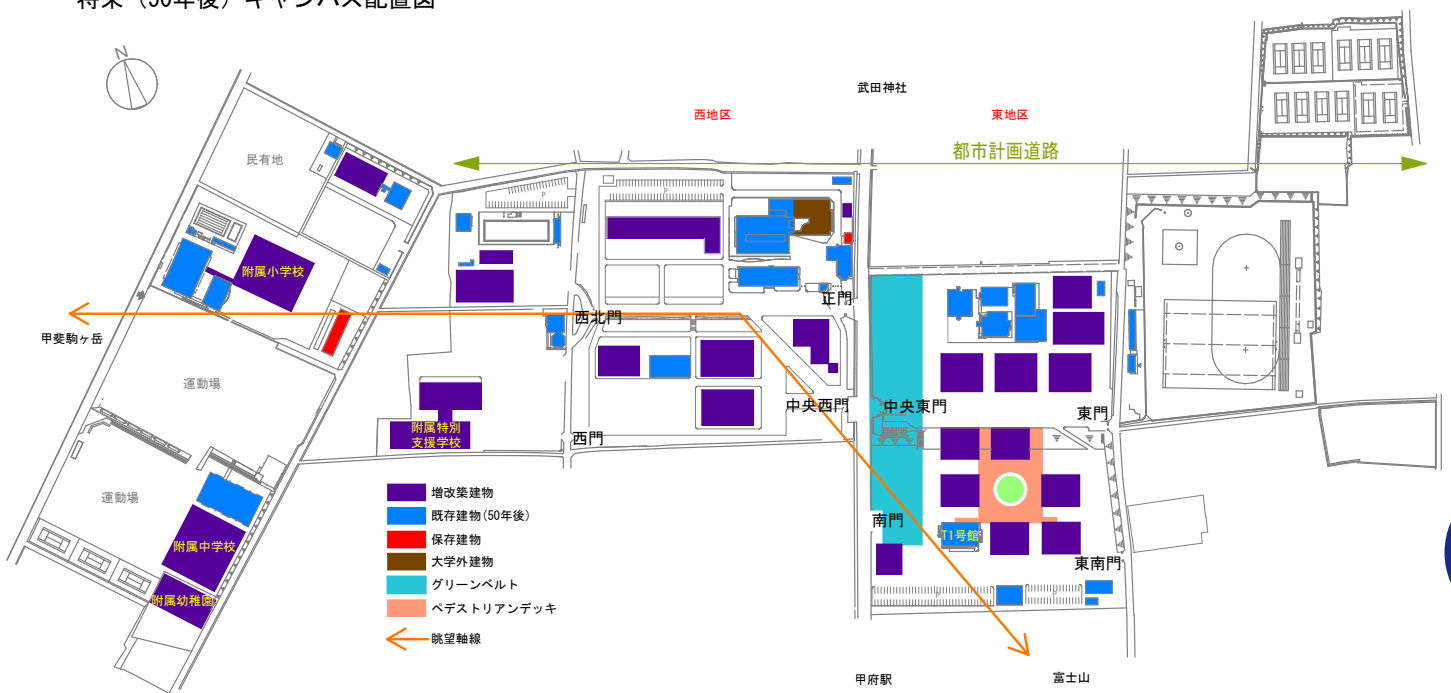 将来（50年後）キャンパス配置図
N
武田神社
西地区
東地区
都市計画道路
民有地
P
P
附属小学校
正門
西北門
甲斐駒ヶ岳
運動場
中央西門
中央東門
東門
附属特別
支援学校
西門
運動場
南門
T1号館
附属中学校
東南門
附属幼稚園
P
P
増改築建物
既存建物(50年後)
保存建物
大学外建物
グリーンベルト
ペデストリアンデッキ
眺望軸線
甲府駅
富士山